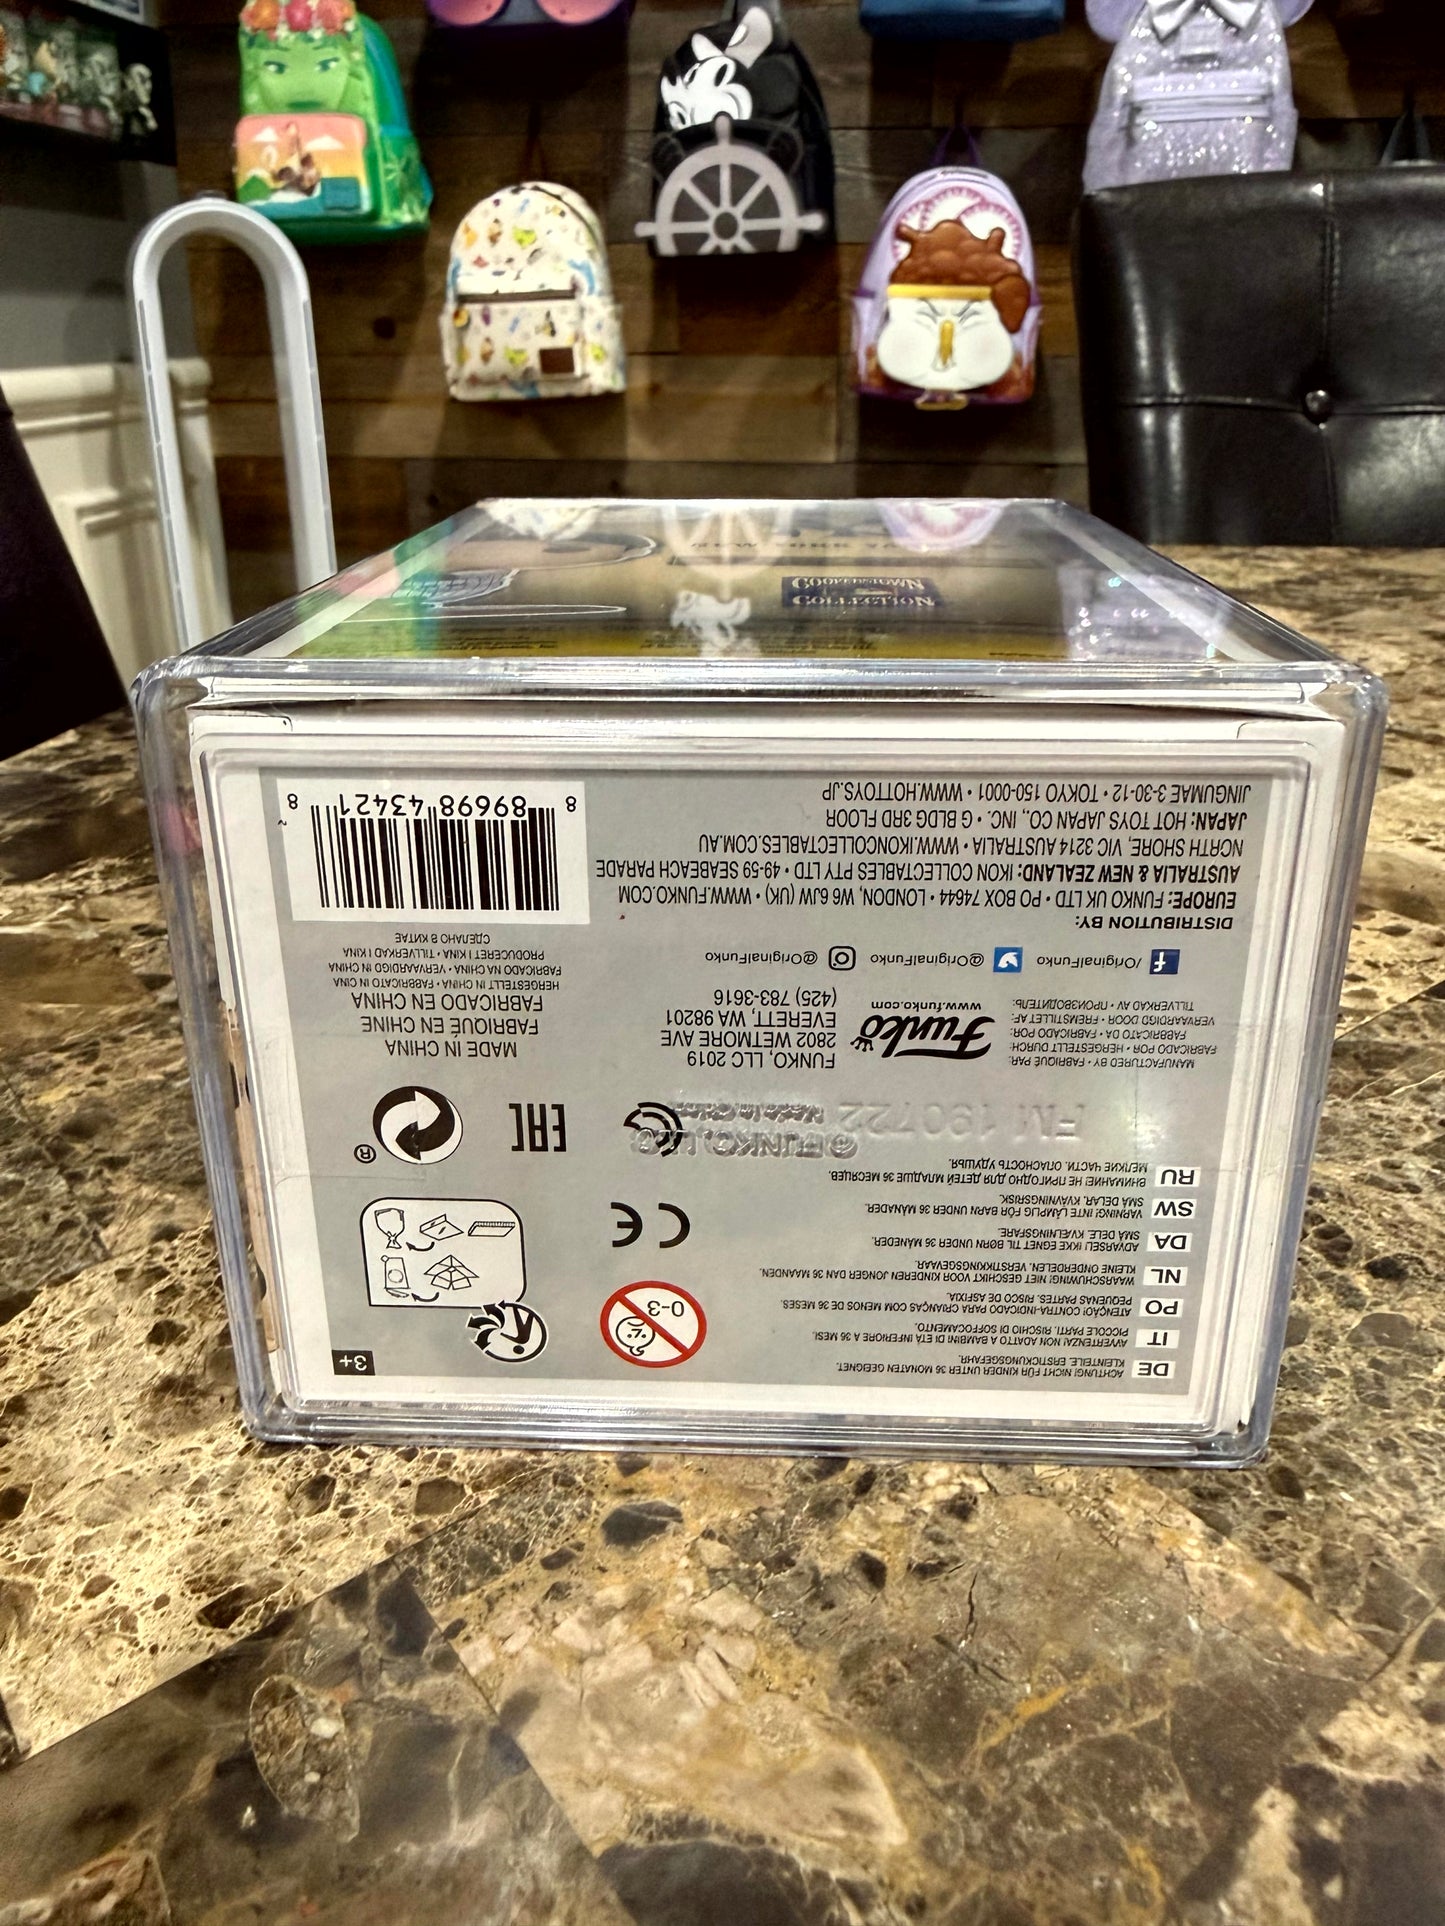 COLLECTION
COOPERSTOWN
3+
DE ACHTUNG! NICHT FÜR KINDER UNTER 36 MONATEN GEEIGNET.
KLEINTEILE. ERSTICKUNGSGEFAHR.
IT AVVERTENZA! NON ADATTO A BAMBINI DI ETÀ INFERIORE A 36 MESI.
PICCOLE PARTI. RISCHIO DI SOFFOCAMENTO.
PO ATENÇÃO! CONTRA-INDICADO PARA CRIANÇAS COM MENOS DE 36 MESES.
PEQUENAS PARTES. RISCO DE ASFIXIA.
NL WAARSCHUWING! NIET GESCHIKT VOOR KINDEREN JONGER DAN 36 MAANDEN.
KLEINE ONDERDELEN. VERSTIKKINGSGEVAAR.
DA ADVARSEL! IKKE EGNET TIL BØRN UNDER 36 MÅNEDER.
SMÅ DELE. KVÆLNINGSFARE.
SW VARNING! INTE LÄMPLIG FÖR BARN UNDER 36 MÅNADER.
SMÅ DELAR. KVÄVNINGSRISK.
RU ВНИМАНИЕ! НЕ ПРИГОДНО ДЛЯ ДЕТЕЙ МЛАДШЕ 36 МЕСЯЦЕВ.
МЕЛКИЕ ЧАСТИ. ОПАСНОСТЬ УДУШЬЯ.
0-3
CE
EAC
®
FM 190722
©FUNKO, LLC
Made in China
MANUFACTURED BY • FABRIQUÉ PAR:
FABRICADO POR • HERGESTELLT DURCH:
FABBRICATO DA • FABRICADO POR:
VERVAARDIGD DOOR • FREMSTILLET AF:
TILLVERKAD AV • ПРОИЗВОДИТЕЛЬ:
Funko
www.funko.com
FUNKO, LLC 2019
2802 WETMORE AVE
EVERETT, WA 98201
(425) 783-3616
MADE IN CHINA
FABRIQUÉ EN CHINE
FABRICADO EN CHINA
HERGESTELLT IN CHINA • FABBRICATO IN CINA
FABRICADO NA CHINA • VERVAARDIGD IN CHINA
PRODUCERET I KINA • TILLVERKAD I KINA
СДЕЛАНО В КИТАЕ
/OriginalFunko @OriginalFunko @OriginalFunko
DISTRIBUTION BY:
EUROPE: FUNKO UK LTD • PO BOX 74644 • LONDON, W6 6JW (UK) • WWW.FUNKO.COM
AUSTRALIA & NEW ZEALAND: IKON COLLECTABLES PTY LTD • 49-59 SEABEACH PARADE
NORTH SHORE, VIC 3214 AUSTRALIA • WWW.IKONCOLLECTABLES.COM.AU
JAPAN: HOT TOYS JAPAN CO., INC. • G BLDG 3RD FLOOR
JINGUMAE 3-30-12 • TOKYO 150-0001 • WWW.HOTTOYS.JP
8 89698 43421 8